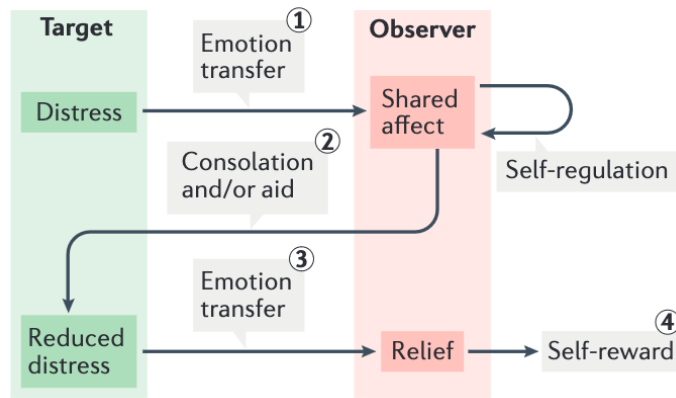 Target
Observer
①
Emotion
transfer
Distress
Shared
affect
Self-regulation
②
Consolation
and/or aid
③
Emotion
transfer
Reduced
distress
Relief
④
Self-reward